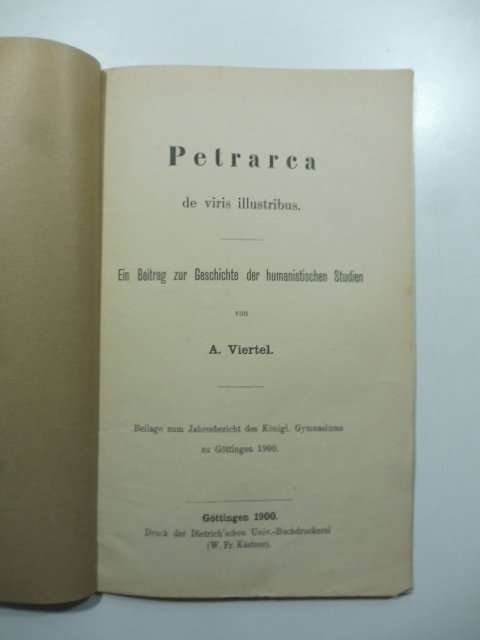 Petrarca
de viris illustribus.
Ein Beitrag zur Geschichte der humanistischen Studien
von
A. Viertel.
Beilage zum Jahresbericht des Königl. Gymnasiums
zu Göttingen 1900.
Göttingen 1900.
Druck der Dietrich'schen Univ.-Buchdruckerei
(W. Fr. Kästner).